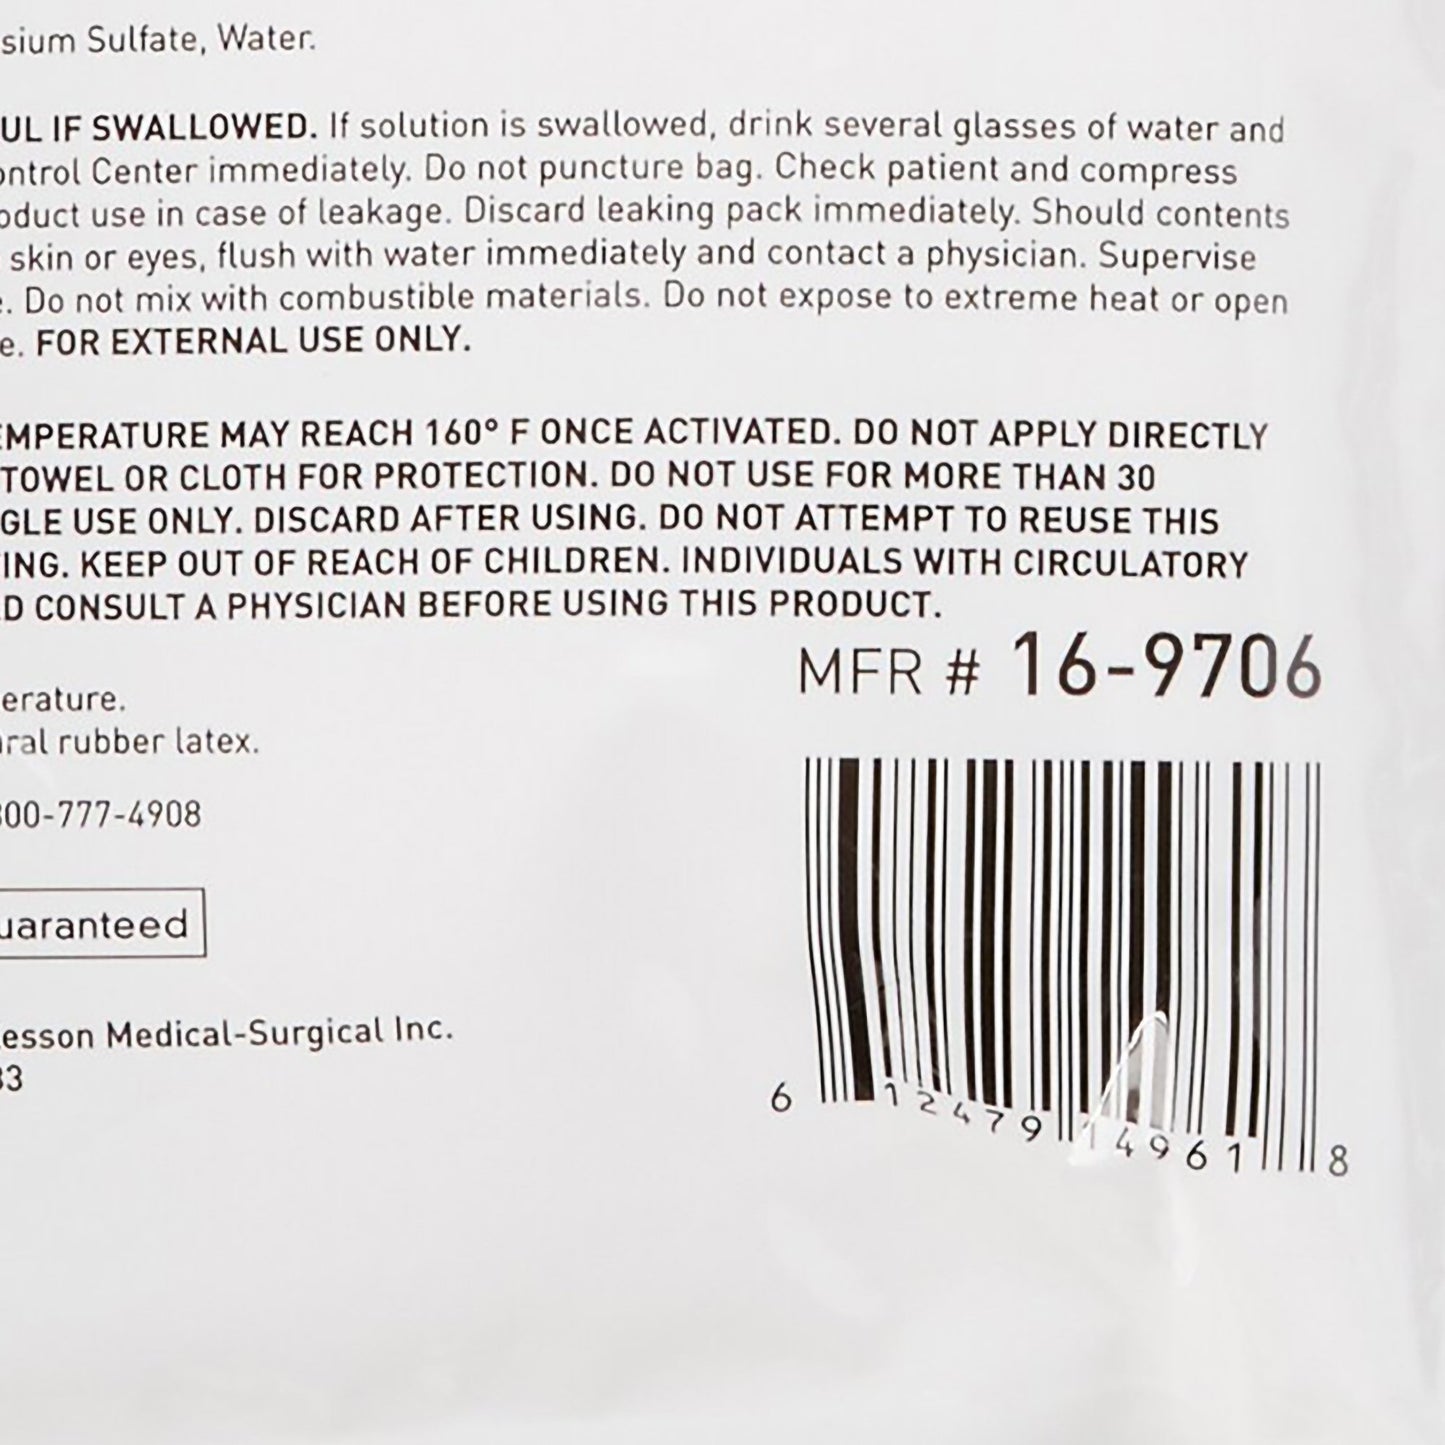 sium Sulfate, Water.
UL IF SWALLOWED. If solution is swallowed, drink several glasses of water and
ontrol Center immediately. Do not puncture bag. Check patient and compress
oduct use in case of leakage. Discard leaking pack immediately. Should contents
skin or eyes, flush with water immediately and contact a physician. Supervise
e. Do not mix with combustible materials. Do not expose to extreme heat or open
e. FOR EXTERNAL USE ONLY.
EMPERATURE MAY REACH 160° F ONCE ACTIVATED. DO NOT APPLY DIRECTLY
TOWEL OR CLOTH FOR PROTECTION. DO NOT USE FOR MORE THAN 30
GLE USE ONLY. DISCARD AFTER USING. DO NOT ATTEMPT TO REUSE THIS
ING. KEEP OUT OF REACH OF CHILDREN. INDIVIDUALS WITH CIRCULATORY
D CONSULT A PHYSICIAN BEFORE USING THIS PRODUCT.
MFR # 16-9706
erature.
ural rubber latex.
800-777-4908
uaranteed
esson Medical-Surgical Inc.
33
6 12479 14961 8